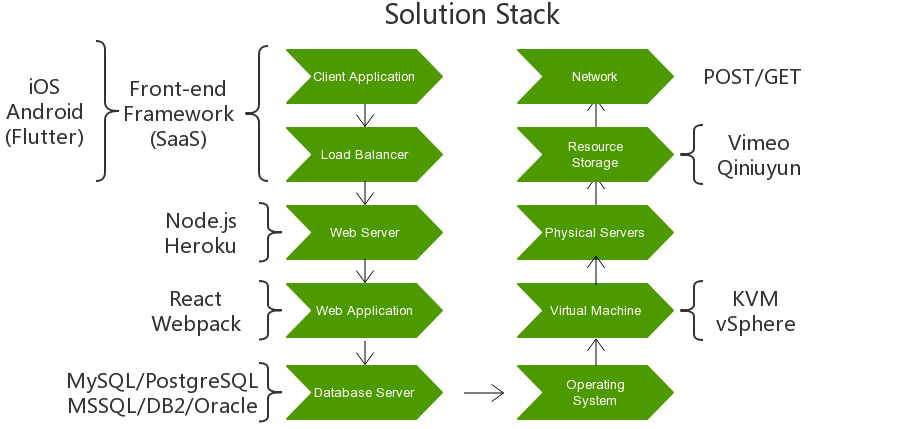 Solution Stack
iOS
Android
(Flutter)
Front-end
Framework
(SaaS)
Client Application
Load Balancer
Node.js
Heroku
Web Server
React
Webpack
Web Application
MySQL/PostgreSQL
MSSQL/DB2/Oracle
Database Server
Network
POST/GET
Resource
Storage
Vimeo
Qiniuyun
Physical Servers
Virtual Machine
KVM
vSphere
Operating
System